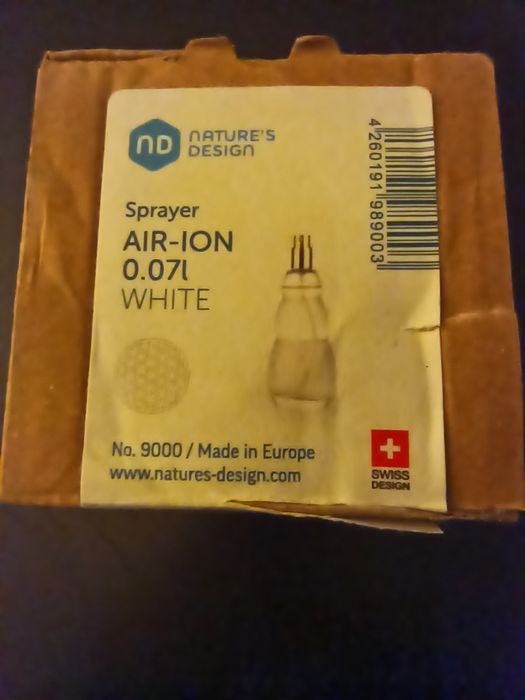 ND
NATURE'S
DESIGN
Sprayer
AIR-ION
0.07l
WHITE
No. 9000 / Made in Europe
www.natures-design.com
4 260191 989003
SWISS
DESIGN